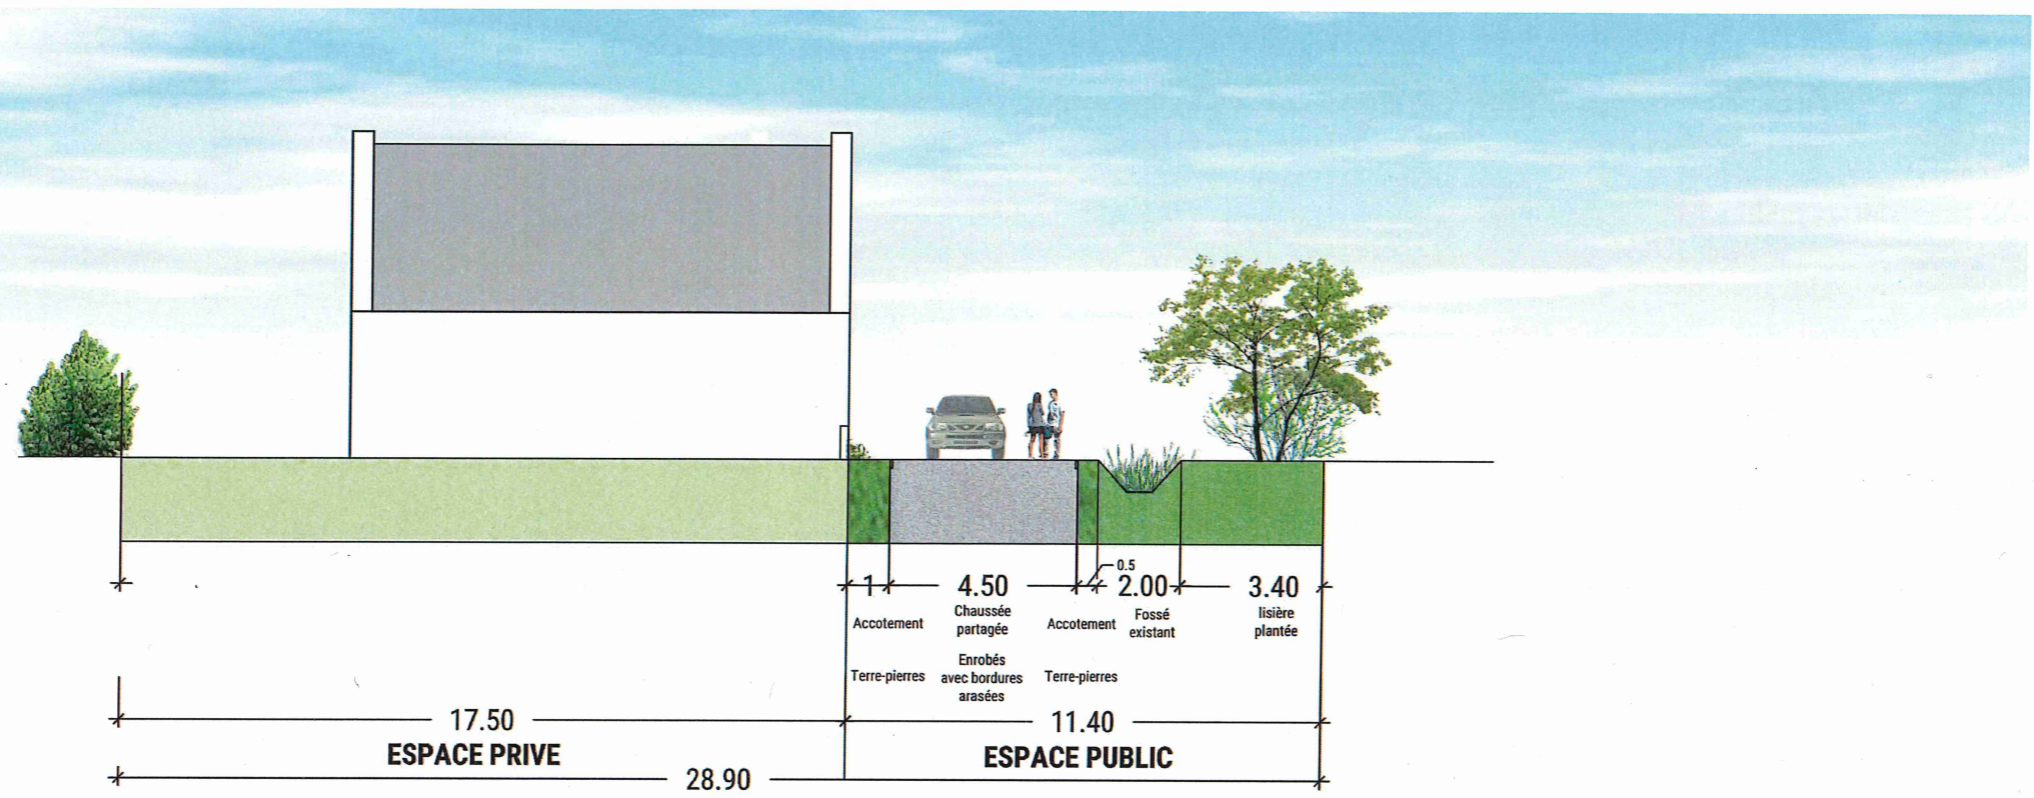 0.5
1 4.50 2.00 3.40
Accotement
Chaussée
partagée
Accotement
Fossé
existant
lisière
plantée
Terre-pierres
Enrobés
avec bordures
arasées
Terre-pierres
17.50 11.40
ESPACE PRIVE ESPACE PUBLIC
28.90